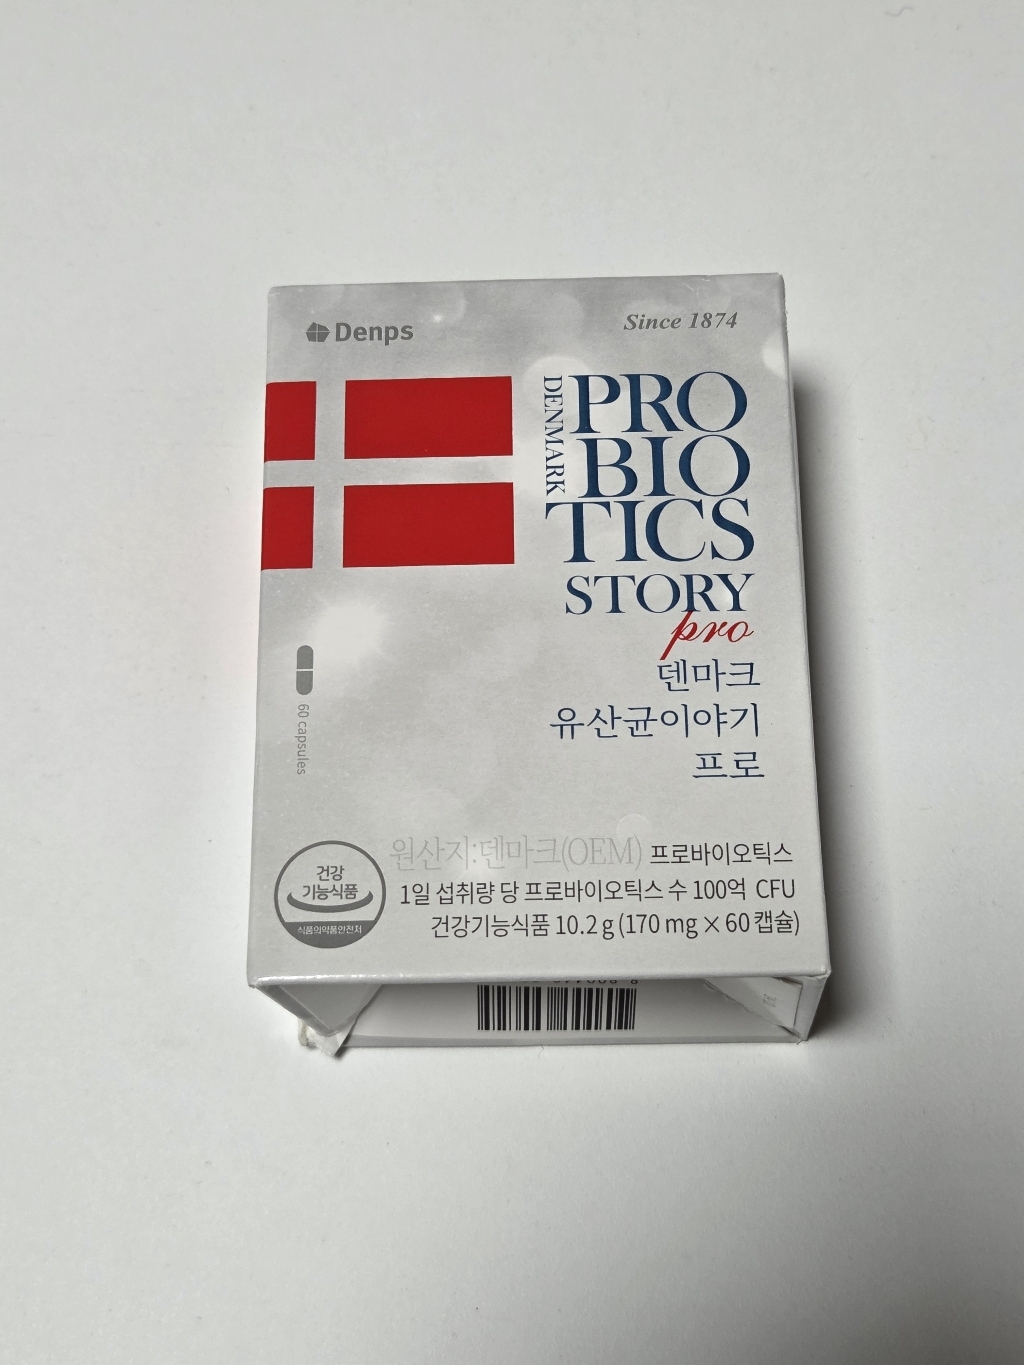 Denps
Since 1874
DENMARK
PRO
BIO
TICS
STORY
pro
덴마크
유산균이야기
프로
60 capsules
원산지:덴마크(OEM) 프로바이오틱스
1일 섭취량 당 프로바이오틱스 수 100억 CFU
건강기능식품 10.2 g (170 mg × 60 캡슐)
건강
기능식품
식품의약품안전처